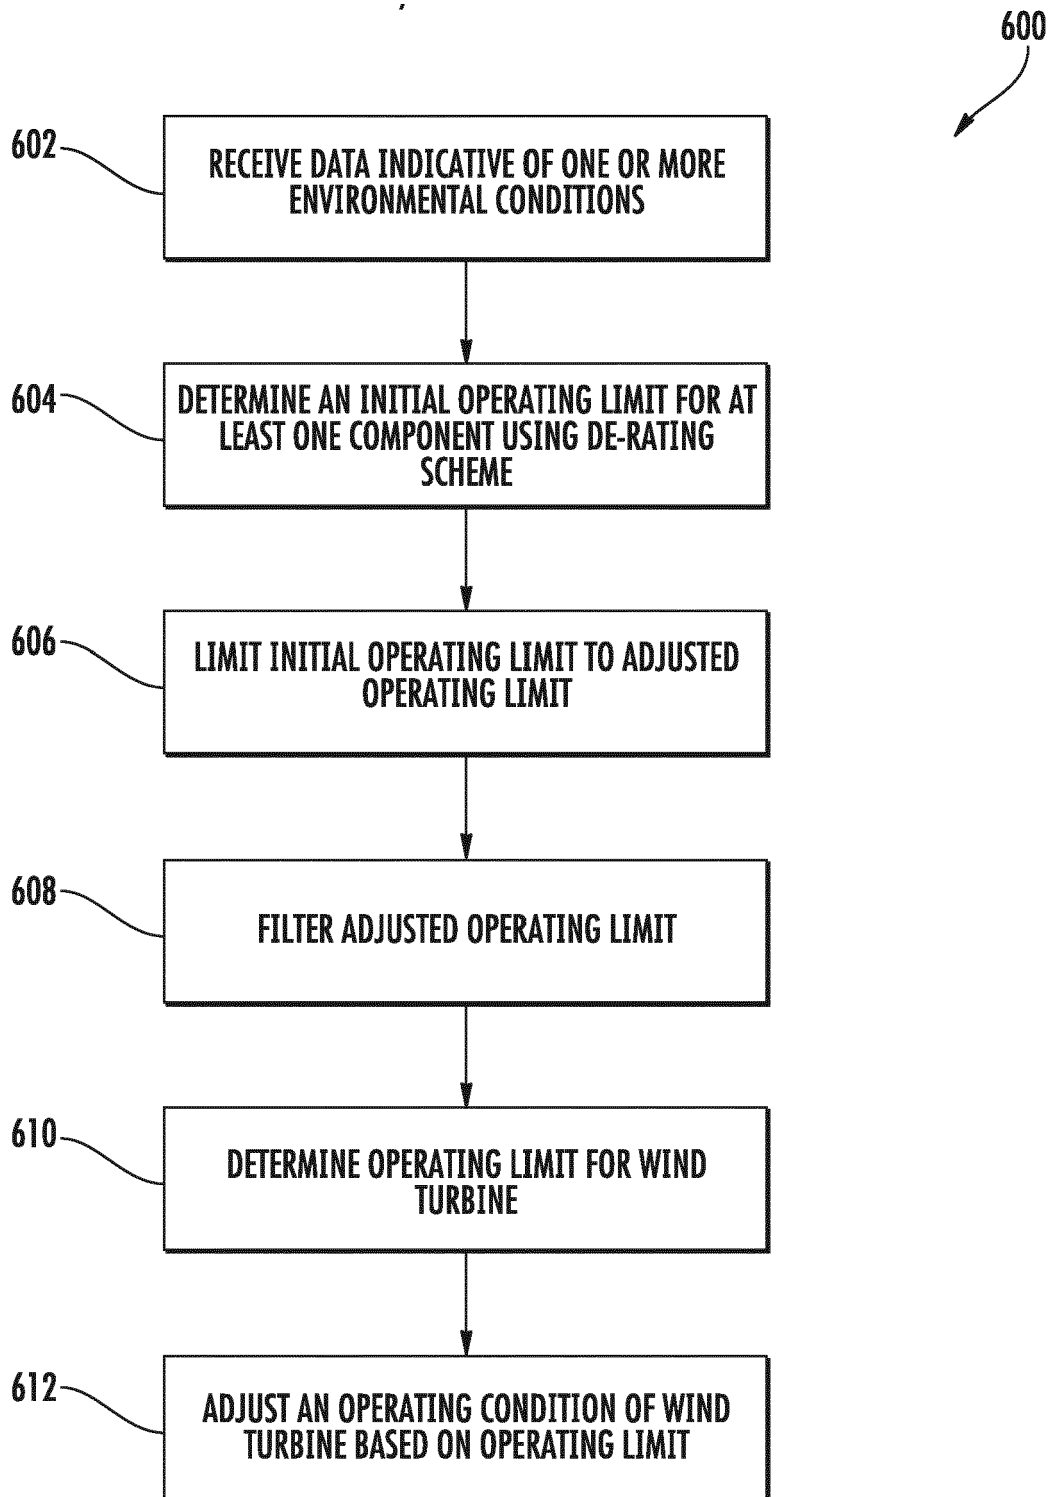 600
602
RECEIVE DATA INDICATIVE OF ONE OR MORE
ENVIRONMENTAL CONDITIONS
604
DETERMINE AN INITIAL OPERATING LIMIT FOR AT
LEAST ONE COMPONENT USING DE-RATING
SCHEME
606
LIMIT INITIAL OPERATING LIMIT TO ADJUSTED
OPERATING LIMIT
608
FILTER ADJUSTED OPERATING LIMIT
610
DETERMINE OPERATING LIMIT FOR WIND
TURBINE
612
ADJUST AN OPERATING CONDITION OF WIND
TURBINE BASED ON OPERATING LIMIT